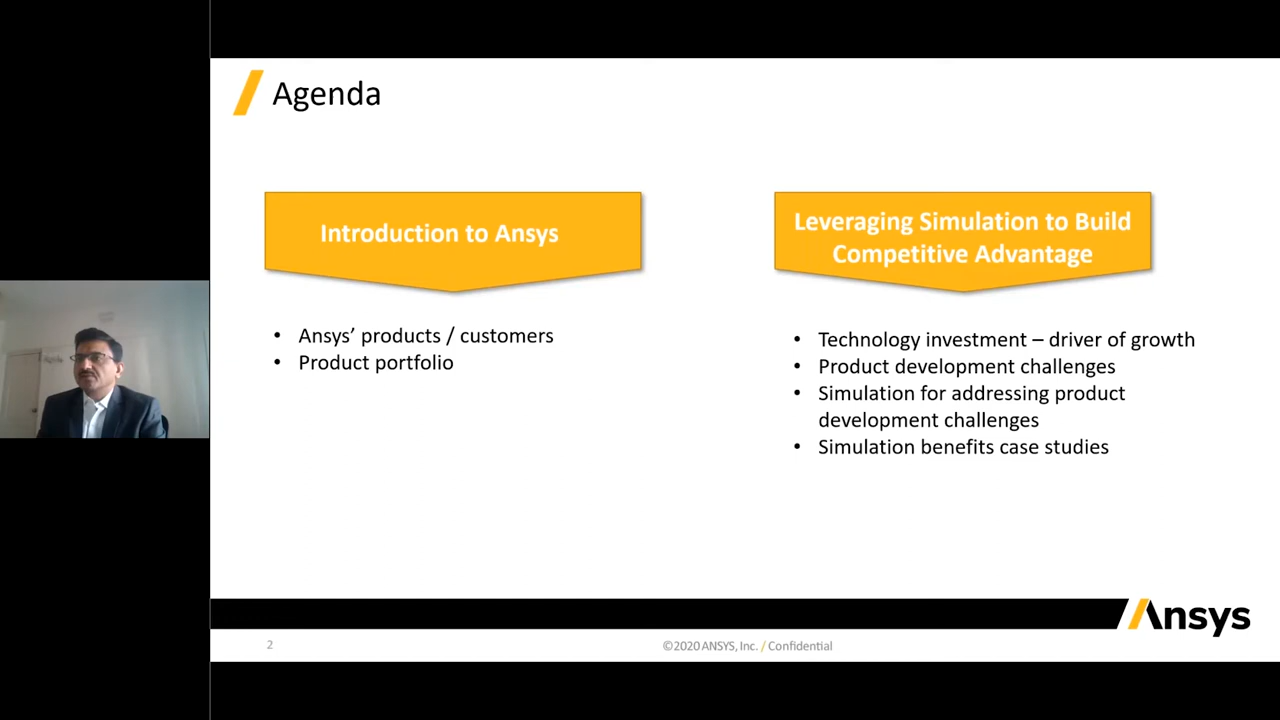 Agenda
Introduction to Ansys
• Ansys’ products / customers
• Product portfolio
Leveraging Simulation to Build
Competitive Advantage
• Technology investment – driver of growth
• Product development challenges
• Simulation for addressing product
development challenges
• Simulation benefits case studies
Ansys
2
©2020 ANSYS, Inc. / Confidential